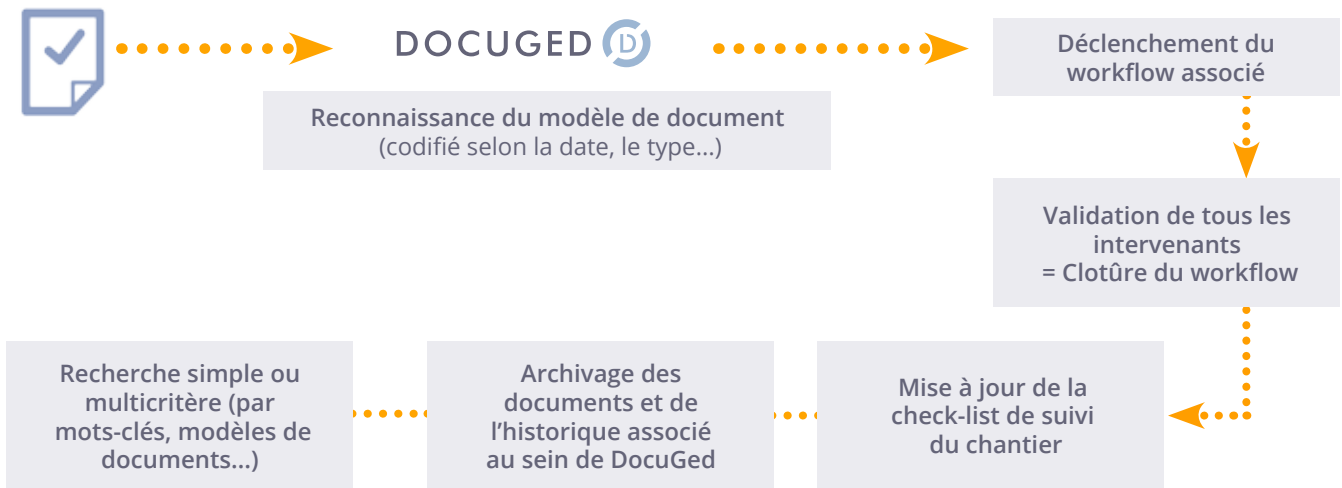 DOCUGED D
Reconnaissance du modèle de document
(codifié selon la date, le type...)
Déclenchement du
workflow associé
Validation de tous les
intervenants
= Clotûre du workflow
Mise à jour de la
check-list de suivi
du chantier
Archivage des
documents et de
l’historique associé
au sein de DocuGed
Recherche simple ou
multicritère (par
mots-clés, modèles de
documents...)